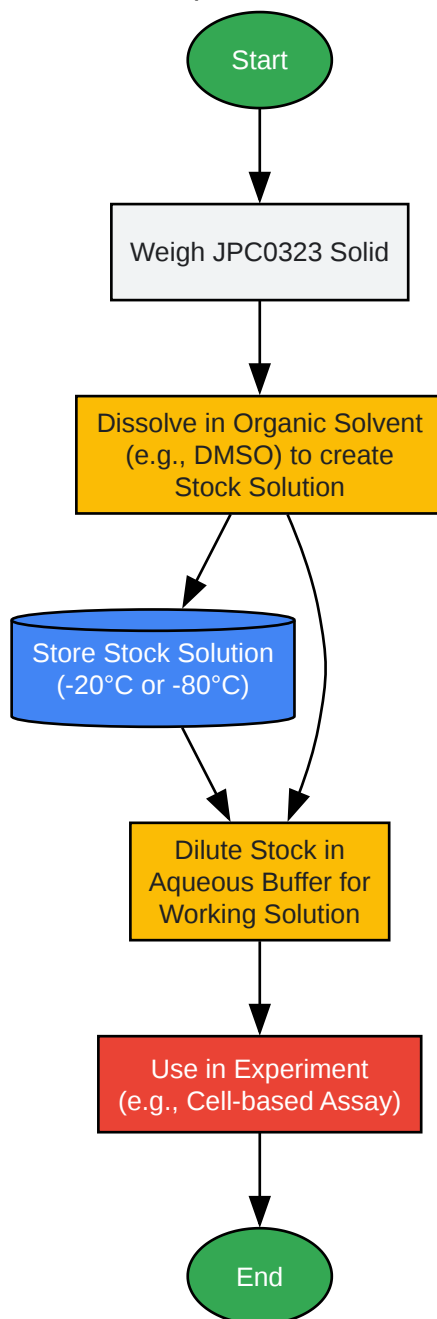 Start
Weigh JPC0323 Solid
Dissolve in Organic Solvent
(e.g., DMSO) to create
Stock Solution
Store Stock Solution
(-20°C or -80°C)
Dilute Stock in
Aqueous Buffer for
Working Solution
Use in Experiment
(e.g., Cell-based Assay)
End